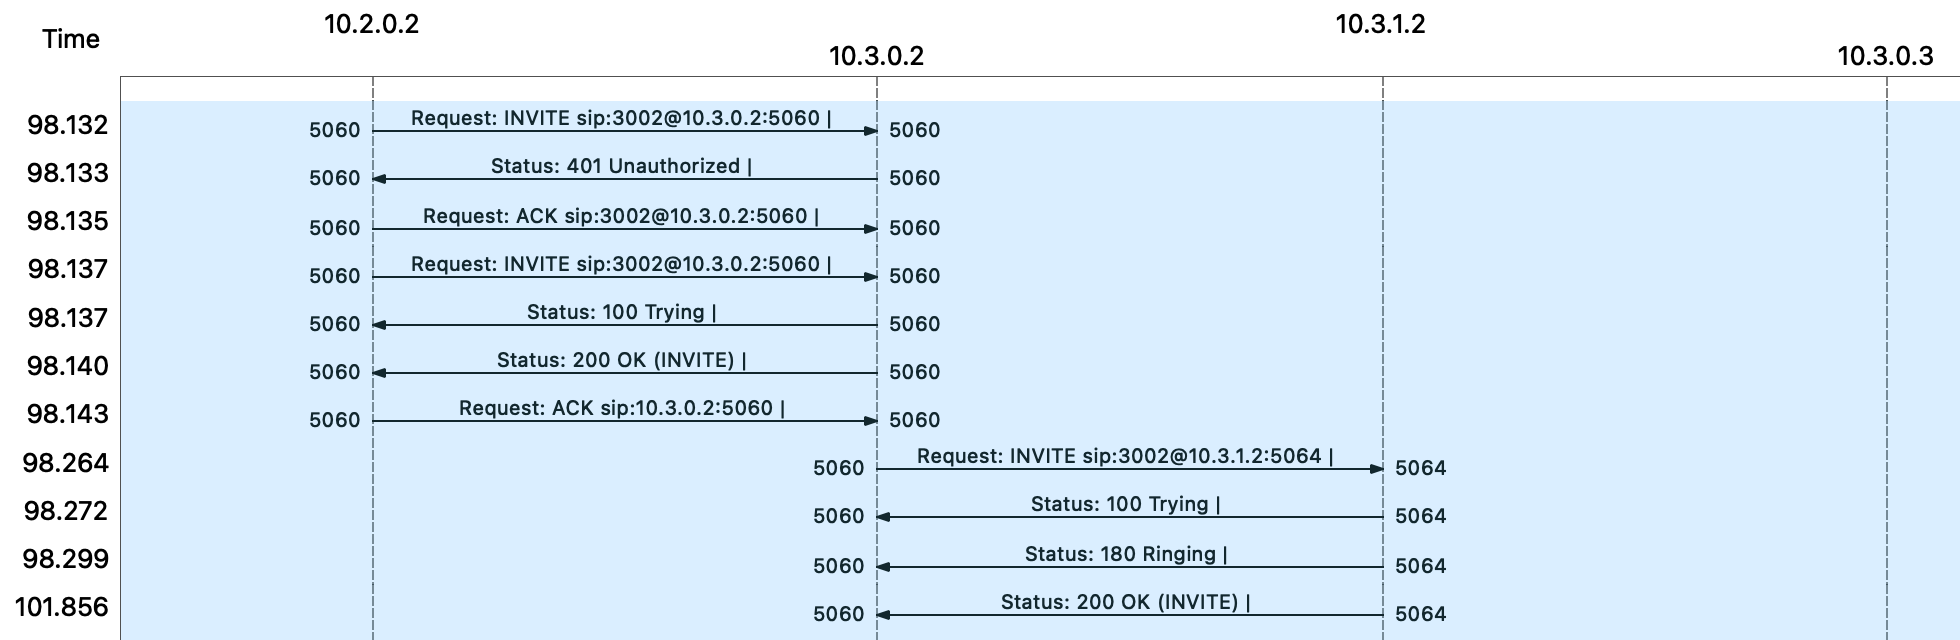 10.2.0.2 10.3.1.2
Time
10.3.0.2 10.3.0.3
98.132 5060 Request: INVITE sip:3002@10.3.0.2:5060 | 5060
98.133 5060 Status: 401 Unauthorized | 5060
98.135 5060 Request: ACK sip:3002@10.3.0.2:5060 | 5060
98.137 5060 Request: INVITE sip:3002@10.3.0.2:5060 | 5060
98.137 5060 Status: 100 Trying | 5060
98.140 5060 Status: 200 OK (INVITE) | 5060
98.143 5060 Request: ACK sip:10.3.0.2:5060 | 5060
98.264 5060 Request: INVITE sip:3002@10.3.1.2:5064 | 5064
98.272 5060 Status: 100 Trying | 5064
98.299 5060 Status: 180 Ringing | 5064
101.856 5060 Status: 200 OK (INVITE) | 5064